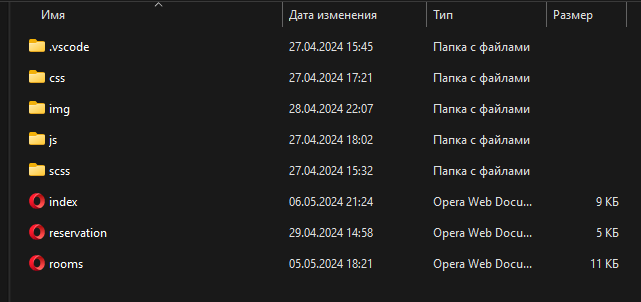 Имя Дата изменения Тип Размер
.vscode 27.04.2024 15:45 Папка с файлами
css 27.04.2024 17:21 Папка с файлами
img 28.04.2024 22:07 Папка с файлами
js 27.04.2024 18:02 Папка с файлами
scss 27.04.2024 15:32 Папка с файлами
index 06.05.2024 21:24 Opera Web Docu... 9 КБ
reservation 29.04.2024 14:58 Opera Web Docu... 5 КБ
rooms 05.05.2024 18:21 Opera Web Docu... 11 КБ